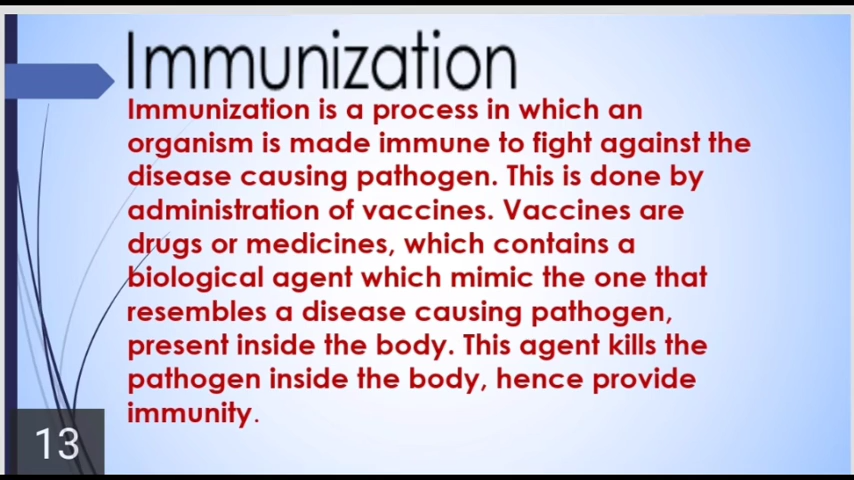 Immunization
Immunization is a process in which an
organism is made immune to fight against the
disease causing pathogen. This is done by
administration of vaccines. Vaccines are
drugs or medicines, which contains a
biological agent which mimic the one that
resembles a disease causing pathogen,
present inside the body. This agent kills the
pathogen inside the body, hence provide
immunity.
13